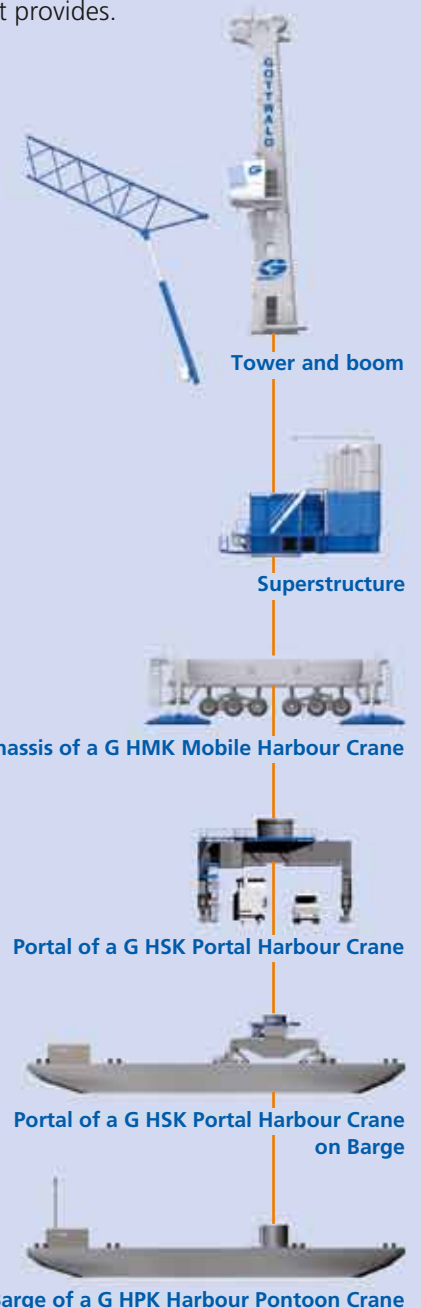 t provides.
GOTTWALD
G
G
Tower and boom
Superstructure
hassis of a G HMK Mobile Harbour Crane
Portal of a G HSK Portal Harbour Crane
Portal of a G HSK Portal Harbour Crane
on Barge
Barge of a G HPK Harbour Pontoon Crane